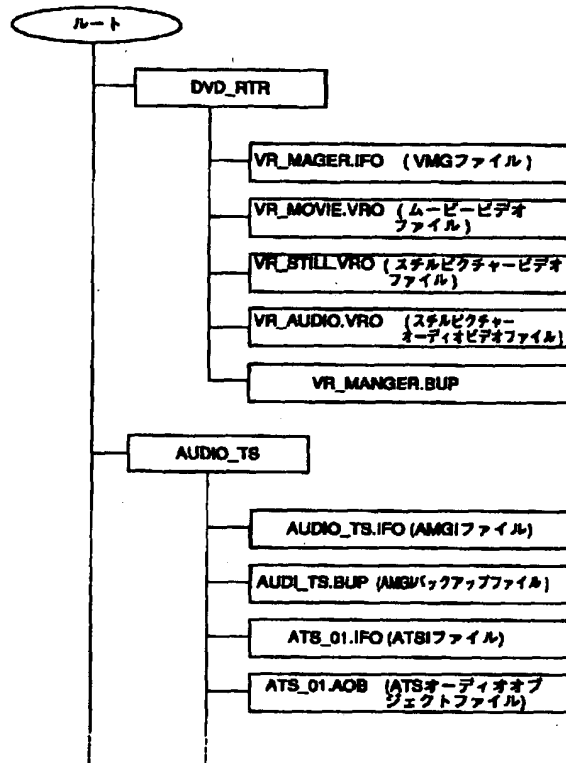 ルート
DVD_RTR
VR_MAGER.IFO (VMGファイル)
VR_MOVIE.VRO (ムービービデオ
ファイル)
VR_STILL.VRO (スチルピクチャービデオ
ファイル)
VR_AUDIO.VRO (スチルピクチャー
オーディオビデオファイル)
VR_MANGER.BUP
AUDIO_TS
AUDIO_TS.IFO (AMGIファイル)
AUDI_TS.BUP (AMGIバックアップファイル)
ATS_01.IFO (ATSIファイル)
ATS_01.AOB (ATSオーディオオブ
ジェクトファイル)